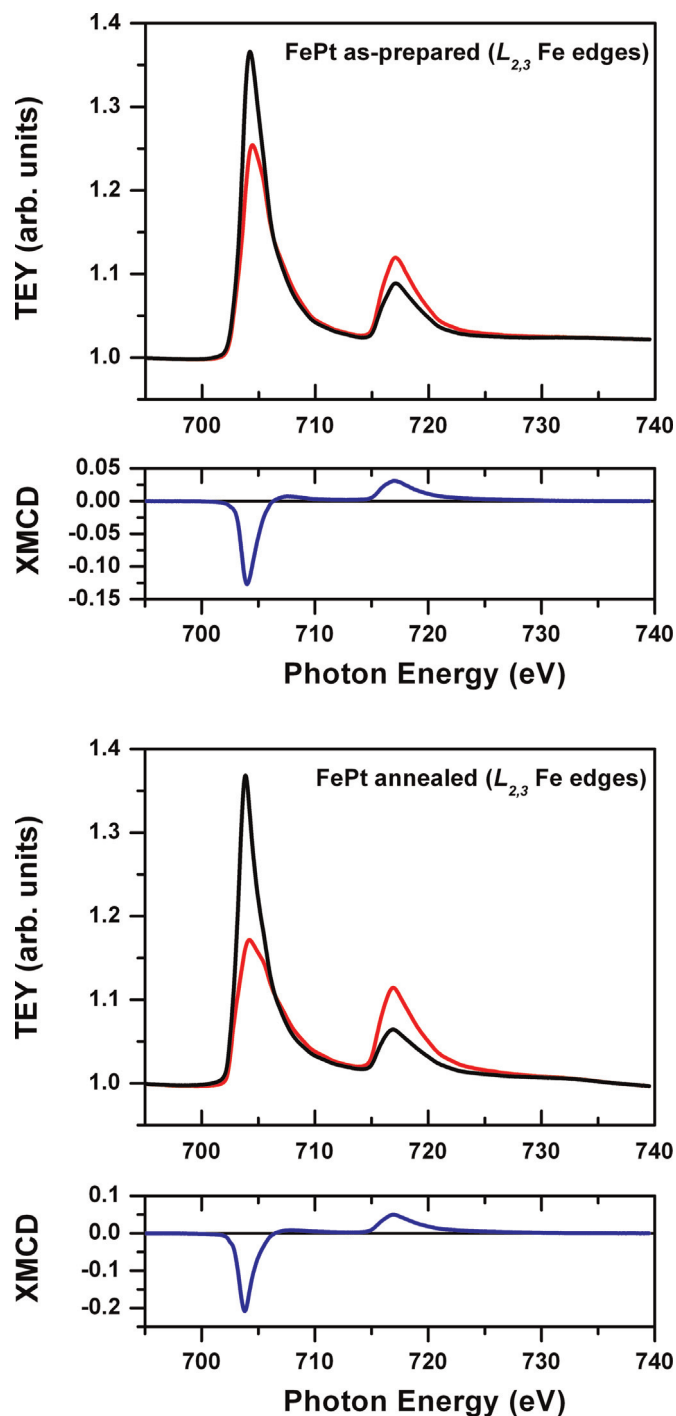 FePt as-prepared (L2,3 Fe edges)
TEY (arb. units)
1.4
1.3
1.2
1.1
1.0
700 710 720 730 740
XMCD
0.05
0.00
-0.05
-0.10
-0.15
700 710 720 730 740
Photon Energy (eV)
FePt annealed (L2,3 Fe edges)
TEY (arb. units)
1.4
1.3
1.2
1.1
1.0
700 710 720 730 740
XMCD
0.1
0.0
-0.1
-0.2
700 710 720 730 740
Photon Energy (eV)